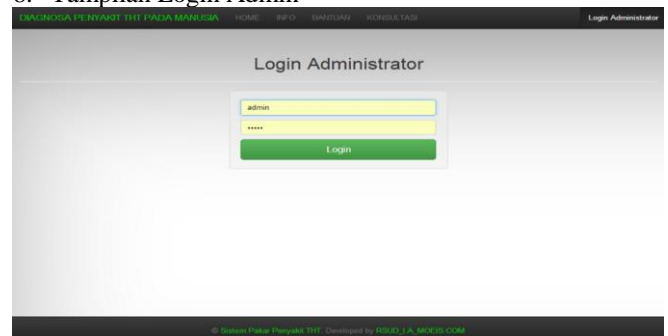 6. Tampilan Login Admin
DIAGNOSA PENYAKIT THT PADA MANUSIA HOME INFO BANTUAN KONSULTASI Login Administrator
Login Administrator
admin
•••••
Login
© Sistem Pakar Penyakit THT. Developed by RSUD_I.A_MOEIS.COM